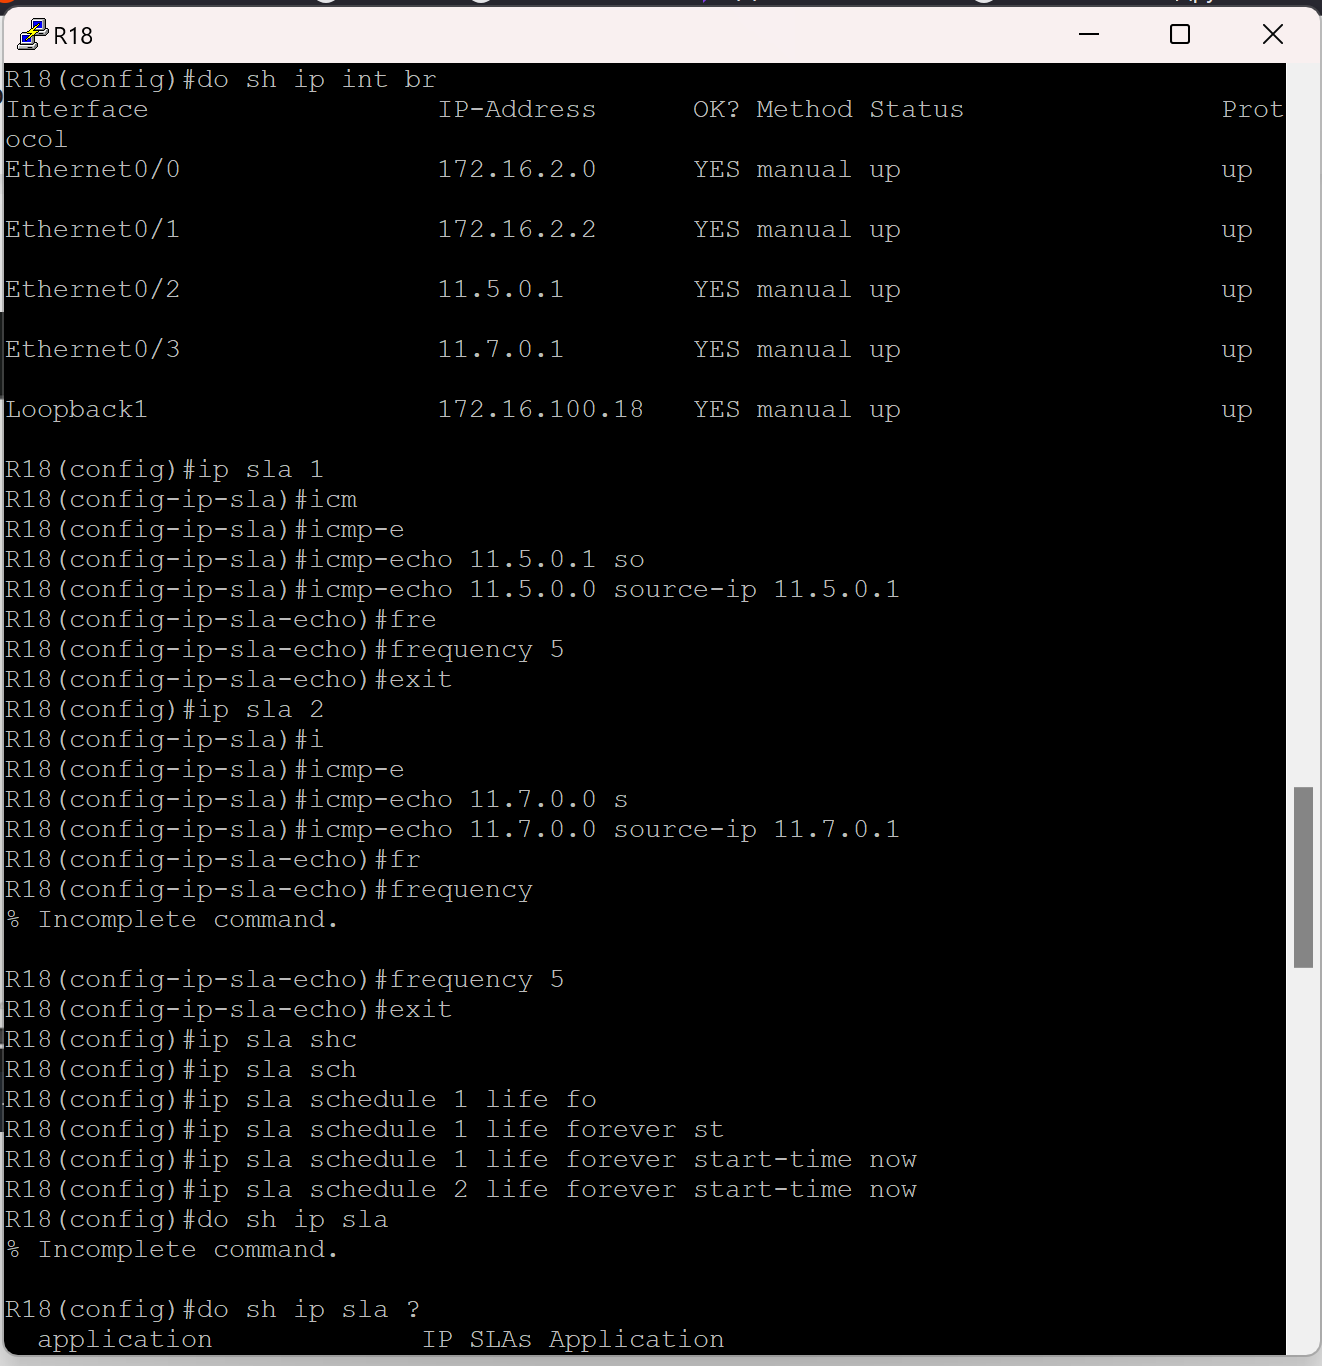 R18
R18(config)#do sh ip int br
Interface                  IP-Address      OK? Method Status                Prot
ocol
Ethernet0/0                172.16.2.0      YES manual up                    up
Ethernet0/1                172.16.2.2      YES manual up                    up
Ethernet0/2                11.5.0.1        YES manual up                    up
Ethernet0/3                11.7.0.1        YES manual up                    up
Loopback1                  172.16.100.18   YES manual up                    up
R18(config)#ip sla 1
R18(config-ip-sla)#icm
R18(config-ip-sla)#icmp-e
R18(config-ip-sla)#icmp-echo 11.5.0.1 so
R18(config-ip-sla)#icmp-echo 11.5.0.0 source-ip 11.5.0.1
R18(config-ip-sla-echo)#fre
R18(config-ip-sla-echo)#frequency 5
R18(config-ip-sla-echo)#exit
R18(config)#ip sla 2
R18(config-ip-sla)#i
R18(config-ip-sla)#icmp-e
R18(config-ip-sla)#icmp-echo 11.7.0.0 s
R18(config-ip-sla)#icmp-echo 11.7.0.0 source-ip 11.7.0.1
R18(config-ip-sla-echo)#fr
R18(config-ip-sla-echo)#frequency
% Incomplete command.
R18(config-ip-sla-echo)#frequency 5
R18(config-ip-sla-echo)#exit
R18(config)#ip sla shc
R18(config)#ip sla sch
R18(config)#ip sla schedule 1 life fo
R18(config)#ip sla schedule 1 life forever st
R18(config)#ip sla schedule 1 life forever start-time now
R18(config)#ip sla schedule 2 life forever start-time now
R18(config)#do sh ip sla
% Incomplete command.
R18(config)#do sh ip sla ?
  application             IP SLAs Application